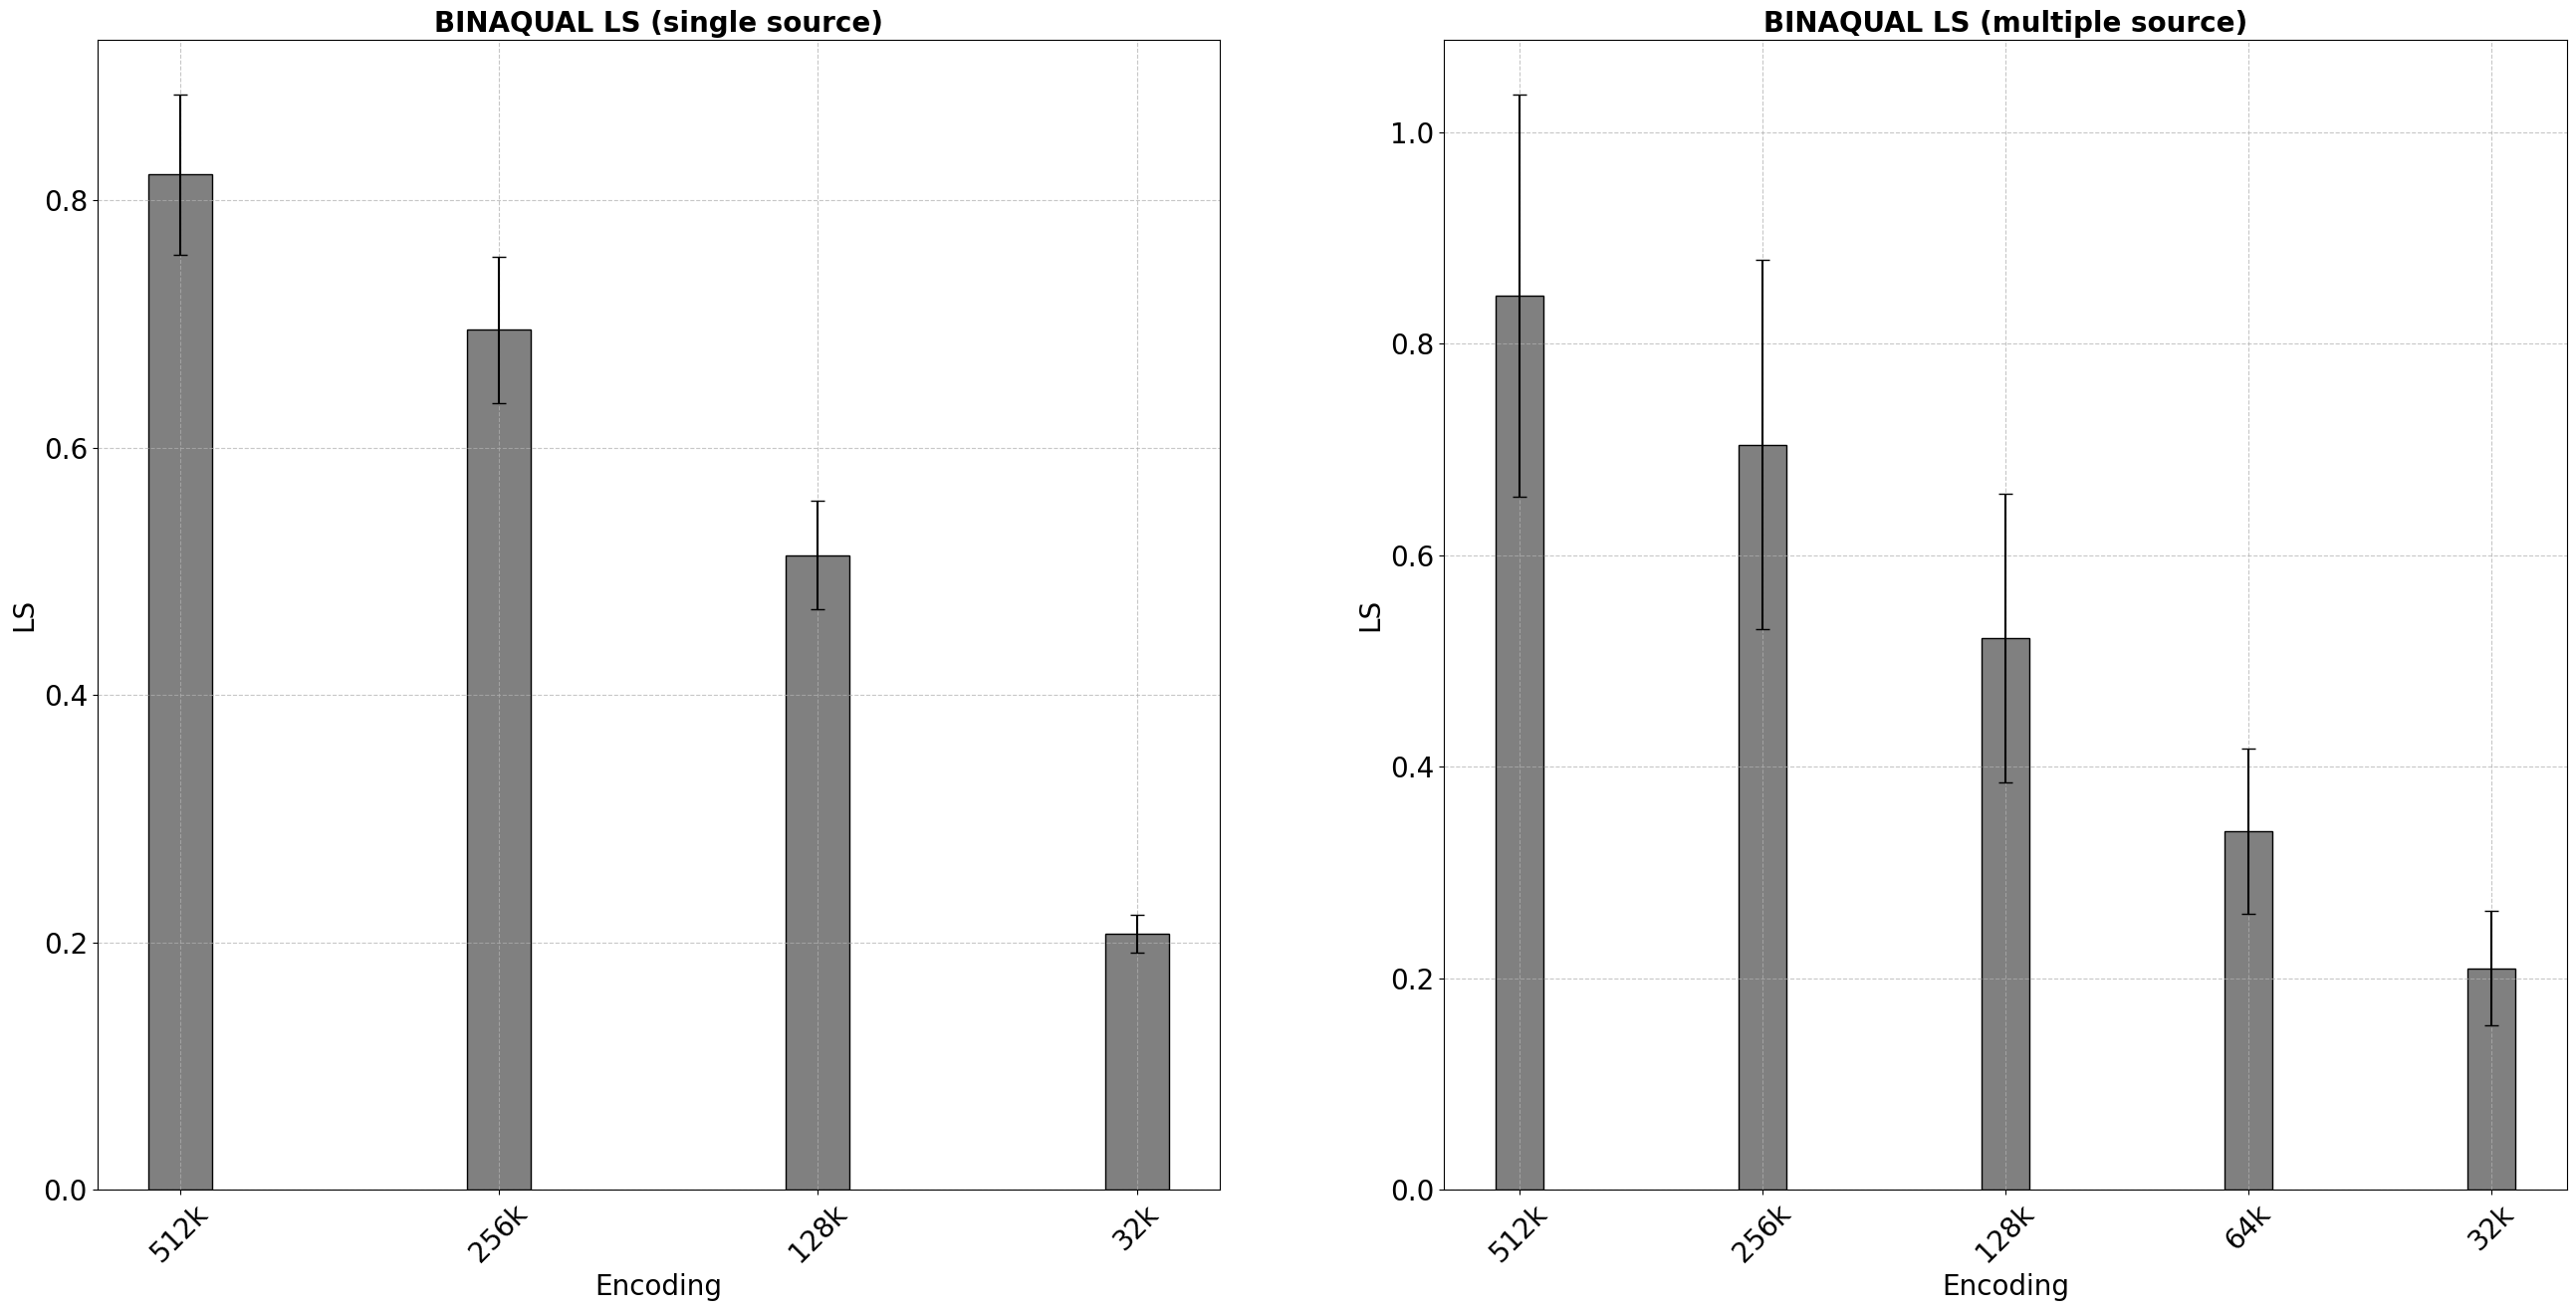 BINAQUAL LS (single source)
LS
0.8
0.6
0.4
0.2
0.0
512k
256k
128k
32k
Encoding
BINAQUAL LS (multiple source)
LS
1.0
0.8
0.6
0.4
0.2
0.0
512k
256k
128k
64k
32k
Encoding